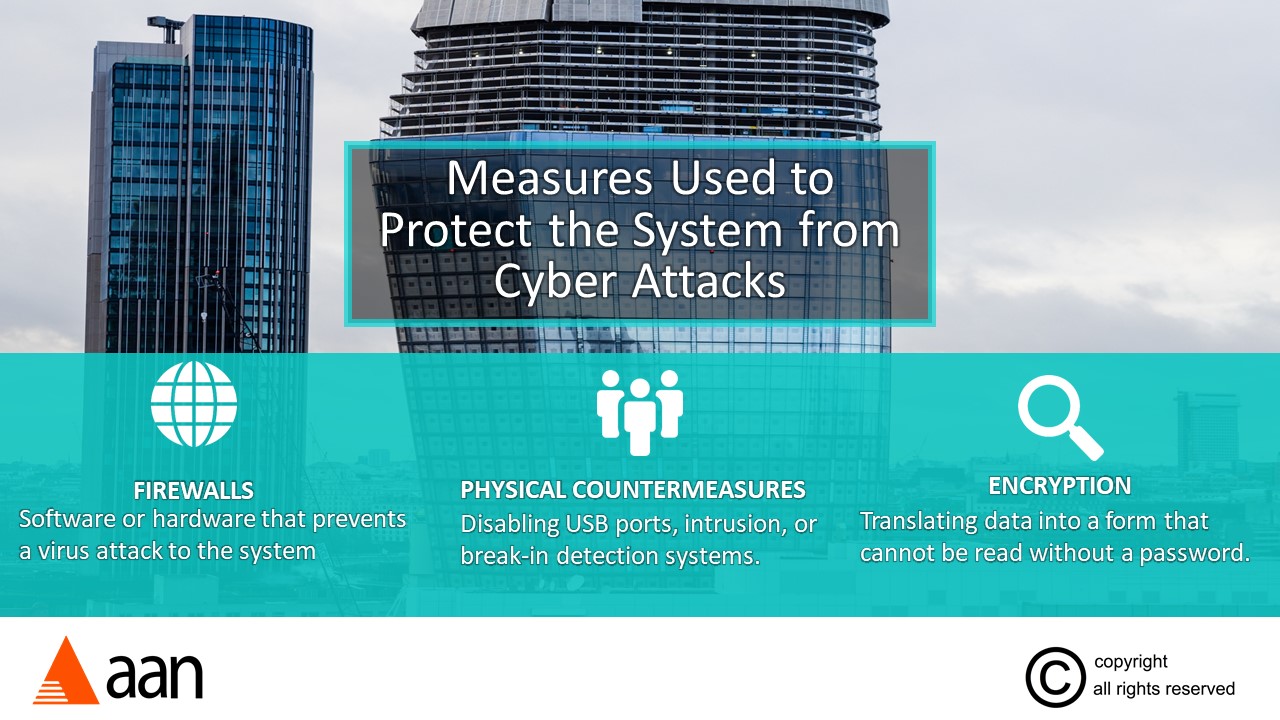 Measures Used to
Protect the System from
Cyber Attacks
FIREWALLS
Software or hardware that prevents
a virus attack to the system
PHYSICAL COUNTERMEASURES
Disabling USB ports, intrusion, or
break-in detection systems.
ENCRYPTION
Translating data into a form that
cannot be read without a password.
aan
© copyright
all rights reserved